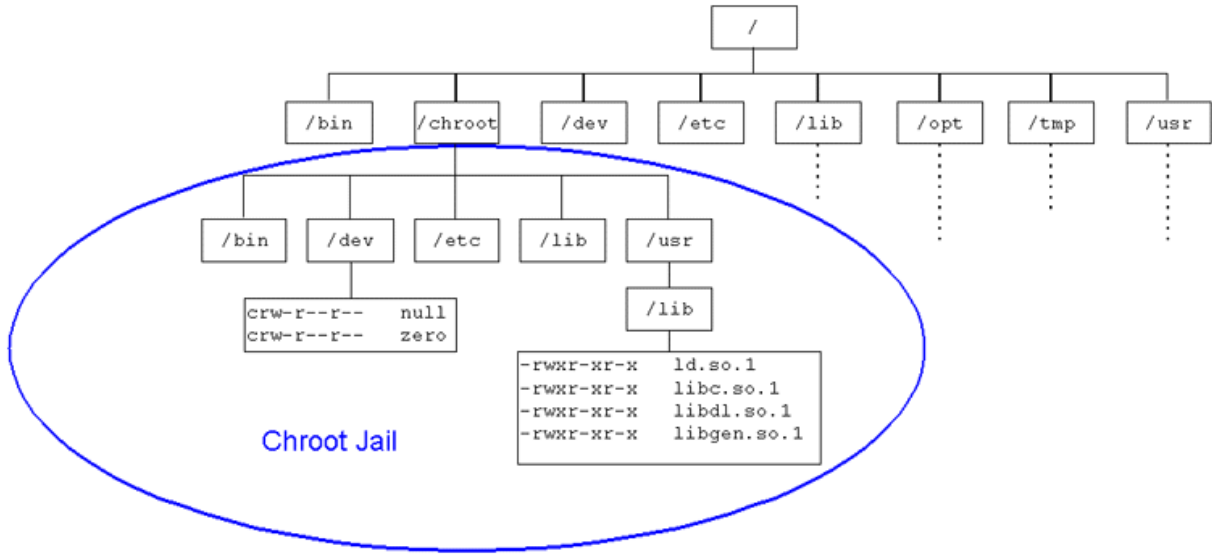 /
/bin /chroot /dev /etc /lib /opt /tmp /usr
/bin /dev /etc /lib /usr
/lib
crw-r--r-- null
crw-r--r-- zero
-rwxr-xr-x ld.so.1
-rwxr-xr-x libc.so.1
-rwxr-xr-x libdl.so.1
-rwxr-xr-x libgen.so.1
Chroot Jail